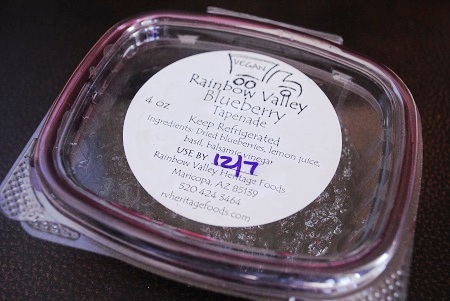 VEGAN
Rainbow Valley
Blueberry
Tapenade
4 oz
Keep Refrigerated
Ingredients: Dried blueberries, lemon juice,
basil, balsamic vinegar
USE BY 12/7
Rainbow Valley Heritage Foods
Maricopa, AZ 85139
520 424 3464
rvheritagefoods.com